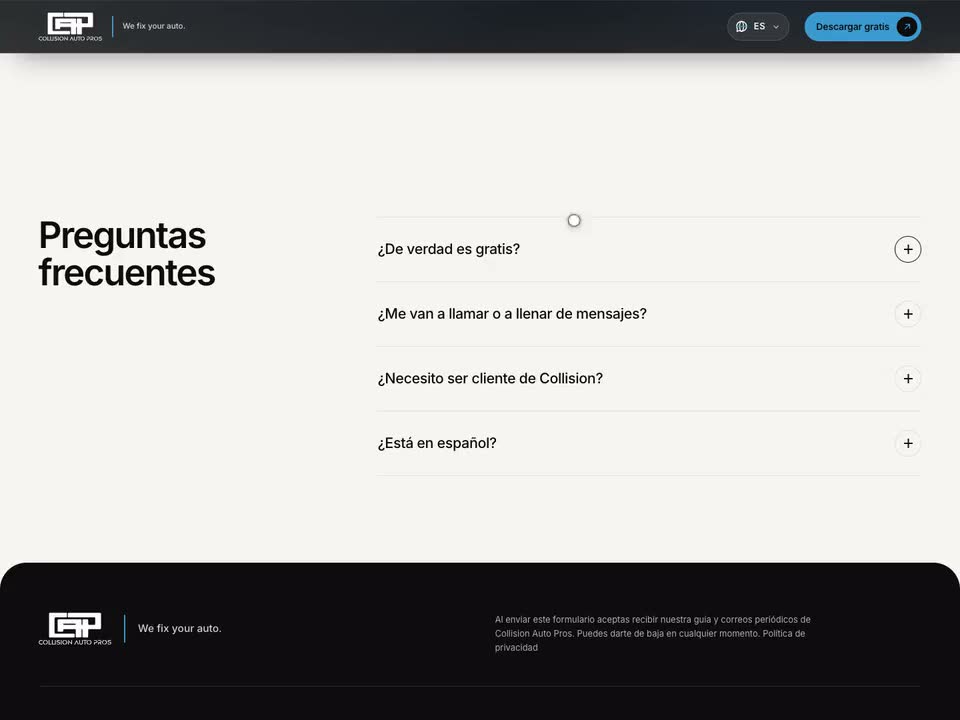 CAP
COLLISION AUTO PROS
We fix your auto.
ES
Descargar gratis
Preguntas
frecuentes
¿De verdad es gratis?
¿Me van a llamar o a llenar de mensajes?
¿Necesito ser cliente de Collision?
¿Está en español?
CAP
COLLISION AUTO PROS
We fix your auto.
Al enviar este formulario aceptas recibir nuestra guía y correos periódicos de
Collision Auto Pros. Puedes darte de baja en cualquier momento. Política de
privacidad